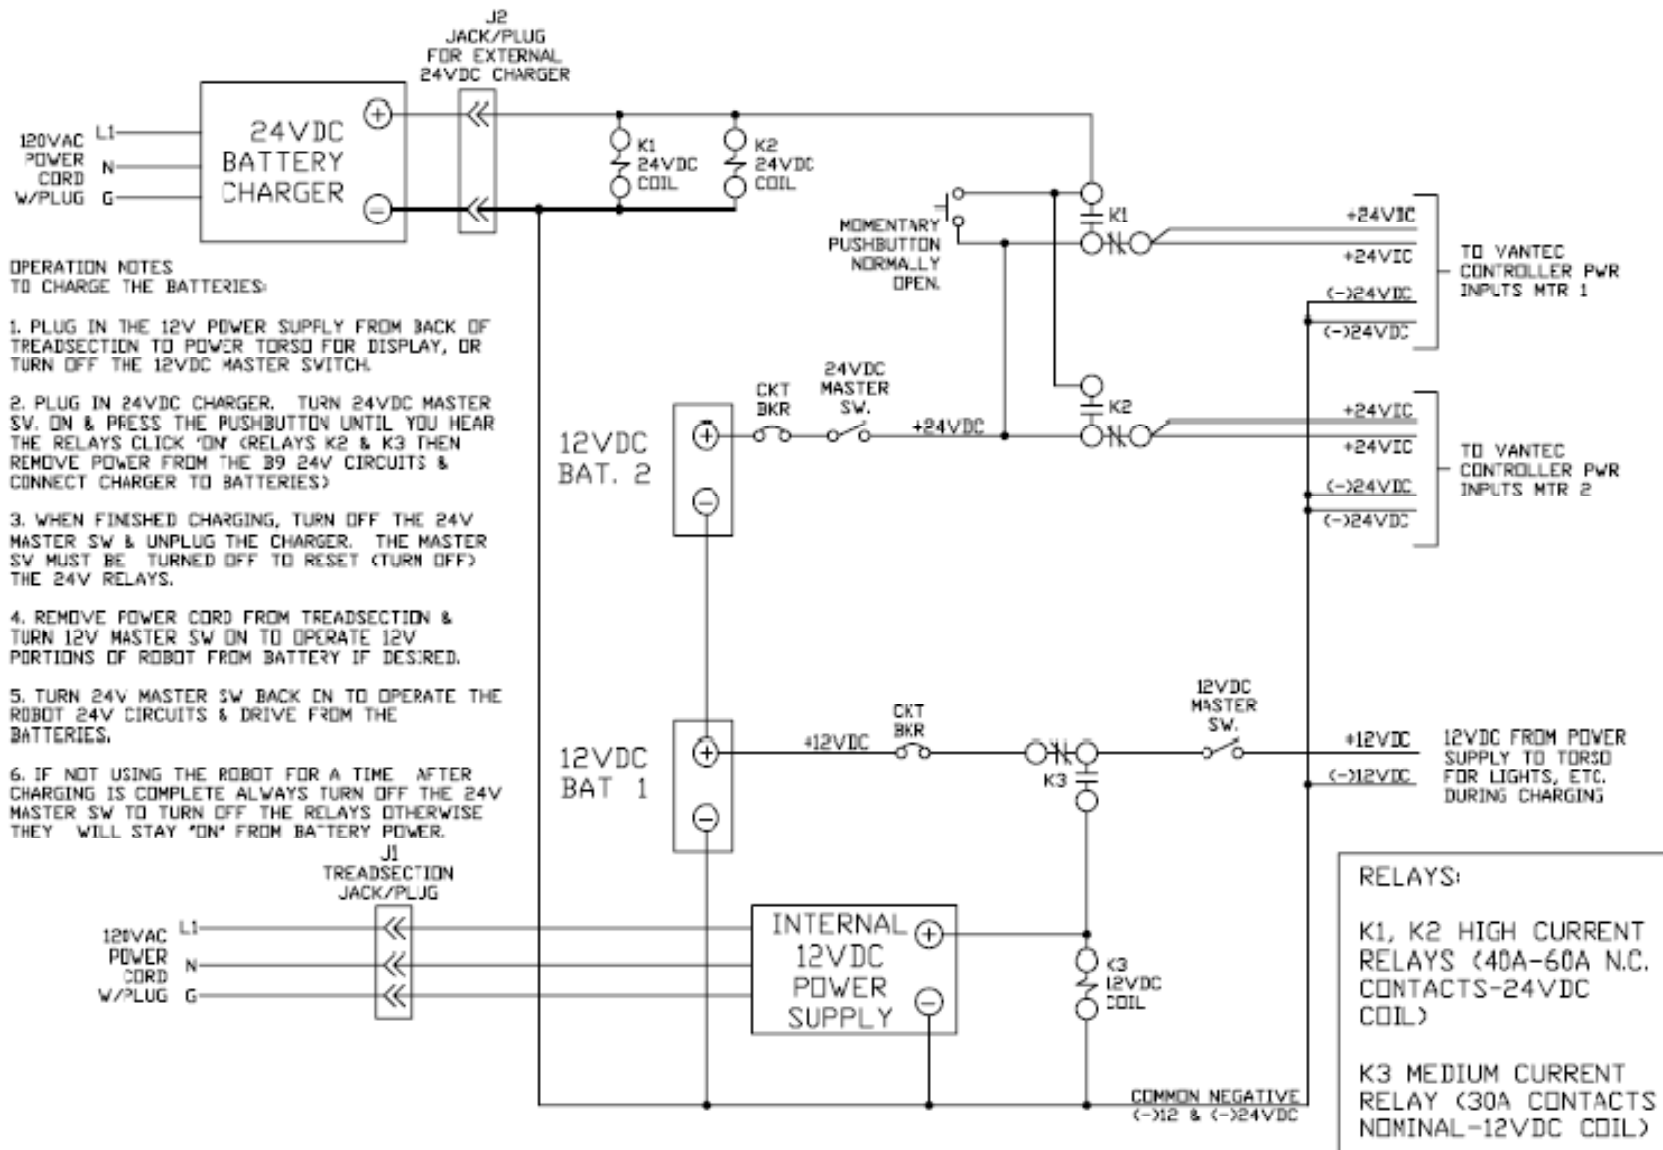 J2
JACK/PLUG
FOR EXTERNAL
24VDC CHARGER
120VAC
POWER
CORD
W/PLUG
L1
N
G
24VDC
BATTERY
CHARGER
+
-
K1
24VDC
COIL
K2
24VDC
COIL
OPERATION NOTES
TO CHARGE THE BATTERIES:
1. PLUG IN THE 12V POWER SUPPLY FROM BACK OF
TREADSECTION TO POWER TORSO FOR DISPLAY, OR
TURN OFF THE 12VDC MASTER SWITCH.
2. PLUG IN 24VDC CHARGER. TURN 24VDC MASTER
SV. ON & PRESS THE PUSHBUTTON UNTIL YOU HEAR
THE RELAYS CLICK "ON" (RELAYS K2 & K3 THEN
REMOVE POWER FROM THE B9 24V CIRCUITS &
CONNECT CHARGER TO BATTERIES)
3. WHEN FINISHED CHARGING, TURN OFF THE 24V
MASTER SW & UNPLUG THE CHARGER. THE MASTER
SV MUST BE TURNED OFF TO RESET (TURN OFF)
THE 24V RELAYS.
4. REMOVE POWER CORD FROM TREADSECTION &
TURN 12V MASTER SW ON TO OPERATE 12V
PORTIONS OF ROBOT FROM BATTERY IF DESIRED.
5. TURN 24V MASTER SW BACK ON TO OPERATE THE
ROBOT 24V CIRCUITS & DRIVE FROM THE
BATTERIES.
6. IF NOT USING THE ROBOT FOR A TIME AFTER
CHARGING IS COMPLETE ALWAYS TURN OFF THE 24V
MASTER SW TO TURN OFF THE RELAYS OTHERWISE
THEY WILL STAY "ON" FROM BATTERY POWER.
MOMENTARY
PUSHBUTTON
NORMALLY
OPEN.
K1
+24VDC
+24VDC
(-)24VDC
(-)24VDC
TO VANTEC
CONTROLLER PWR
INPUTS MTR 1
12VDC
BAT. 2
+
-
CKT
BKR
24VDC
MASTER
SW.
+24VDC
K2
+24VDC
+24VDC
(-)24VDC
(-)24VDC
TO VANTEC
CONTROLLER PWR
INPUTS MTR 2
12VDC
BAT 1
+
-
+12VDC
CKT
BKR
K3
12VDC
MASTER
SW.
+12VDC
(-)12VDC
12VDC FROM POWER
SUPPLY TO TORSO
FOR LIGHTS, ETC.
DURING CHARGING
J1
TREADSECTION
JACK/PLUG
120VAC
POWER
CORD
W/PLUG
L1
N
G
INTERNAL
12VDC
POWER
SUPPLY
+
-
K3
12VDC
COIL
COMMON NEGATIVE
(-)12 & (-)24VDC
RELAYS:
K1, K2 HIGH CURRENT
RELAYS (40A-60A N.C.
CONTACTS-24VDC
COIL)
K3 MEDIUM CURRENT
RELAY (30A CONTACTS
NOMINAL-12VDC COIL)